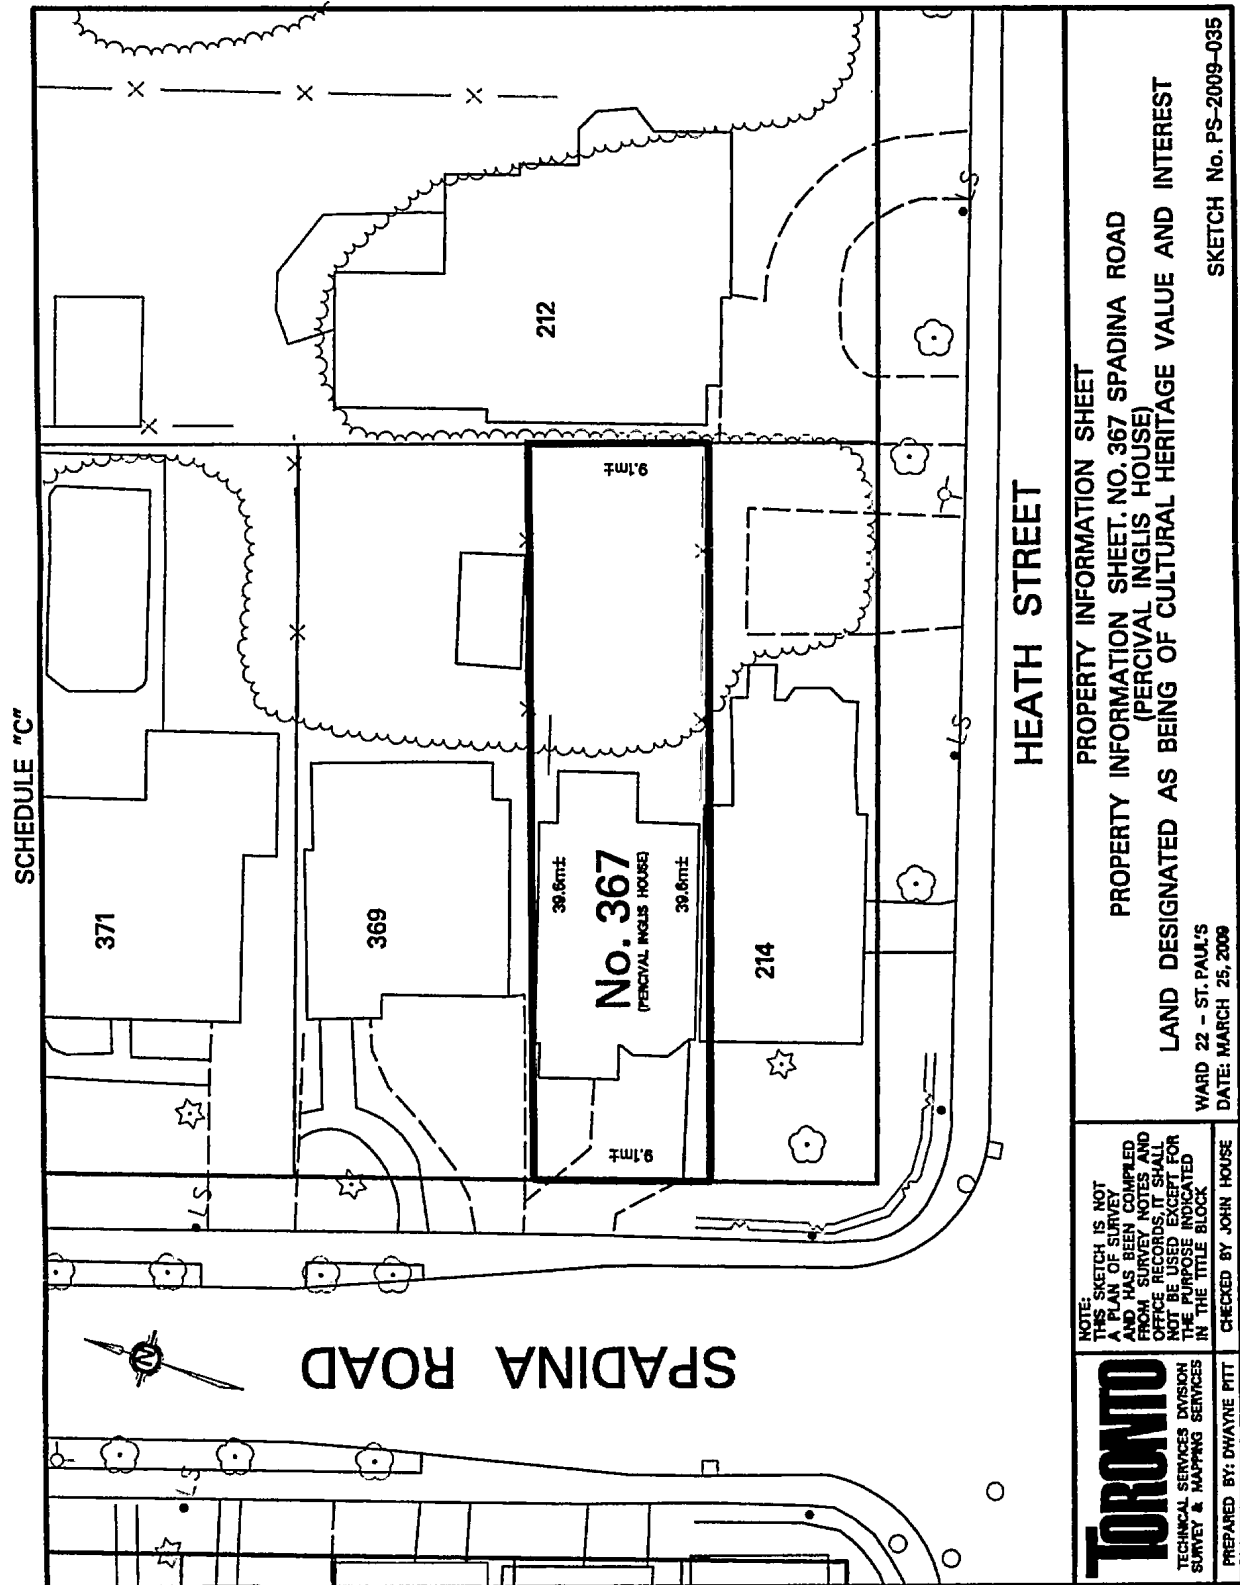 SCHEDULE "C"
371
369
39.6m±
No. 367
(PERCIVAL INGLIS HOUSE)
39.6m±
9.1m±
9.1m±
214
212
LS
LS
LS
LS
N
SPADINA ROAD
HEATH STREET
PROPERTY INFORMATION SHEET
PROPERTY INFORMATION SHEET. NO. 367 SPADINA ROAD
(PERCIVAL INGLIS HOUSE)
LAND DESIGNATED AS BEING OF CULTURAL HERITAGE VALUE AND INTEREST
WARD 22 - ST. PAUL'S
DATE: MARCH 25, 2009
SKETCH No. PS-2009-035
NOTE:
THIS SKETCH IS NOT
A PLAN OF SURVEY
AND HAS BEEN COMPILED
FROM SURVEY NOTES AND
OFFICE RECORDS. IT SHALL
NOT BE USED EXCEPT FOR
THE PURPOSE INDICATED
IN THE TITLE BLOCK
CHECKED BY JOHN HOUSE
TORONTO
TECHNICAL SERVICES DIVISION
SURVEY & MAPPING SERVICES
PREPARED BY: DWAYNE PITT